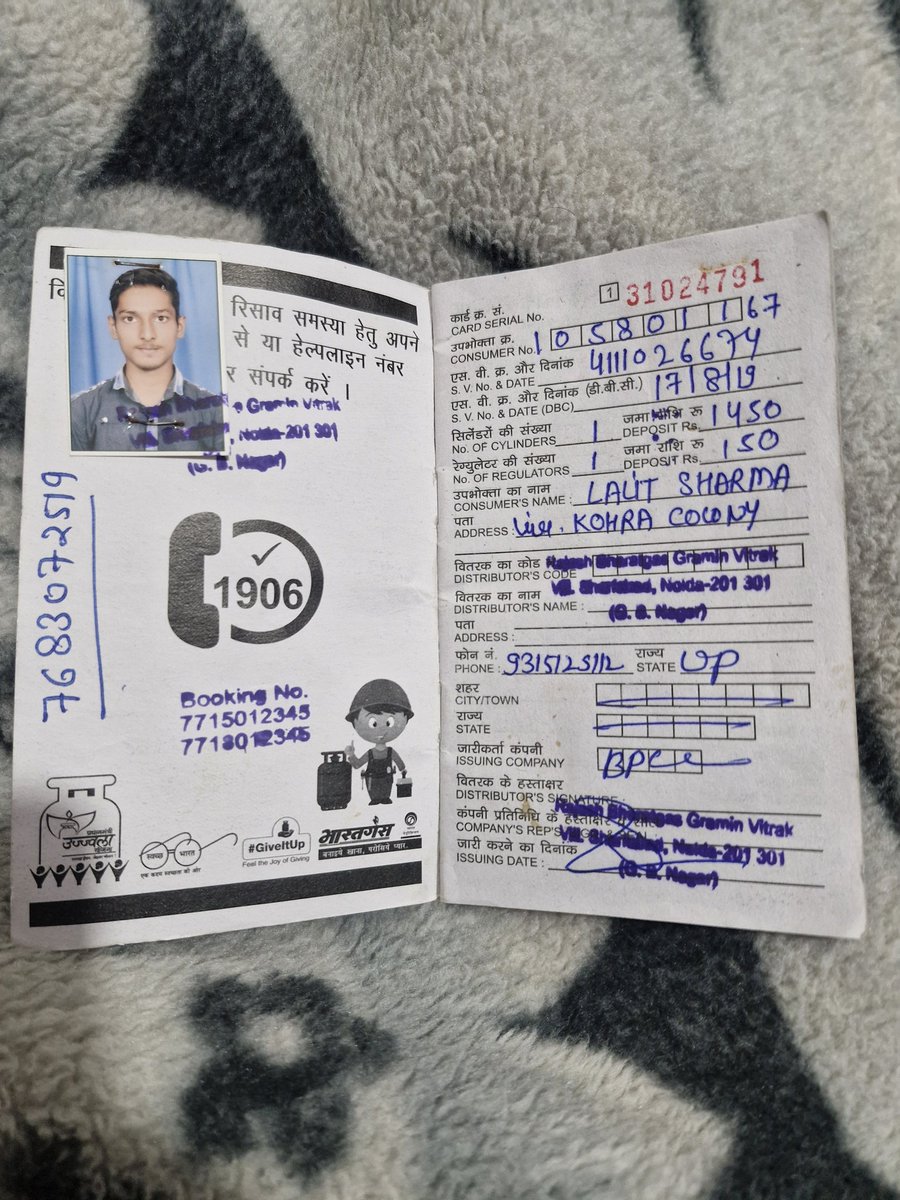 रिसाव समस्या हेतु अपने
से या हेल्पलाइन नंबर
र संपर्क करें ।
e Gramin Vitrak
Noida-201 301
(G. B. Nagar)
7683072519
1906
Booking No.
7715012345
7718012345
प्रधानमंत्री
उज्ज्वला
योजना
स्वच्छ भारत
एक कदम स्वच्छता की ओर
#GiveItUp
Feel the Joy of Giving
भारतगैस
बनाइये खाना, परोसिये प्यार.
1 31024791
कार्ड क्र. सं.
CARD SERIAL No.
उपभोक्ता क्र.
CONSUMER No. 105801167
एस. वी. क्र. और दिनांक
S. V. No. & DATE 4111026674
एस. वी. क्र. और दिनांक (डी.बी.सी.)
S. V. No. & DATE (DBC) 17/8/19
सिलेंडरों की संख्या जमा राशि रू
No. OF CYLINDERS 1 DEPOSIT Rs. 1450
रेग्युलेटर की संख्या जमा राशि रू
No. OF REGULATORS 1 DEPOSIT Rs. 150
उपभोक्ता का नाम
CONSUMER'S NAME : LALIT SHARMA
पता
ADDRESS : KOHRA COLONY
वितरक का कोड Bharatgas Gramin Vitrak
DISTRIBUTOR'S CODE
वितरक का नाम Noida-201 301
DISTRIBUTOR'S NAME : (G. B. Nagar)
पता
ADDRESS :
फोन नं. राज्य
PHONE : 9315125112 STATE UP
शहर
CITY/TOWN
राज्य
STATE
जारीकर्ता कंपनी
ISSUING COMPANY BPCL
वितरक के हस्ताक्षर
DISTRIBUTOR'S SIGNATURE :
कंपनी प्रतिनिधि के हस्ताक्षर Gramin Vitrak
COMPANY'S REP'S
जारी करने का दिनांक Noida-201 301
ISSUING DATE : (G. B. Nagar)